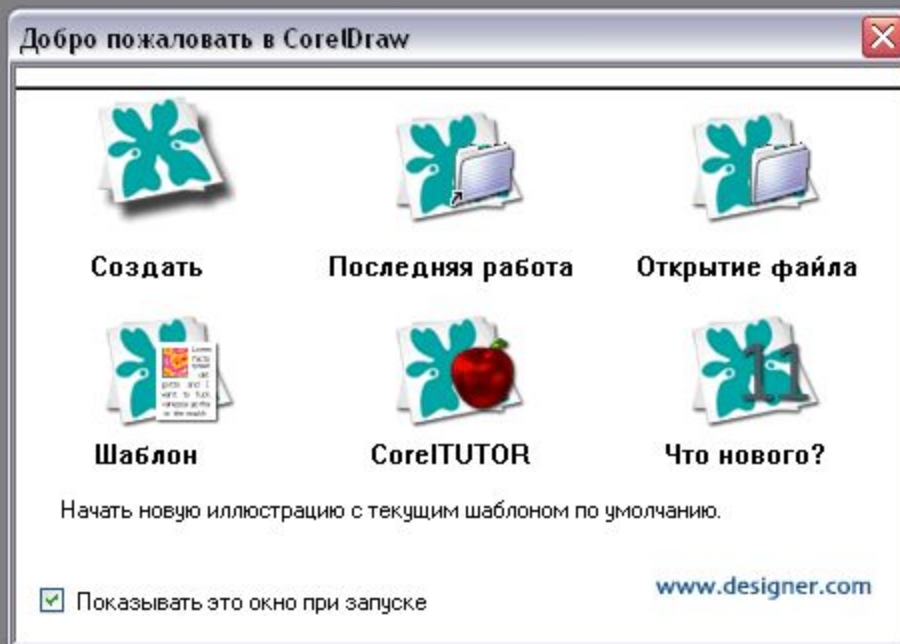 Добро пожаловать в CorelDraw
Создать
Последняя работа
Открытие файла
11
Шаблон
CorelTUTOR
Что нового?
Начать новую иллюстрацию с текущим шаблоном по умолчанию.
www.designer.com
Показывать это окно при запуске